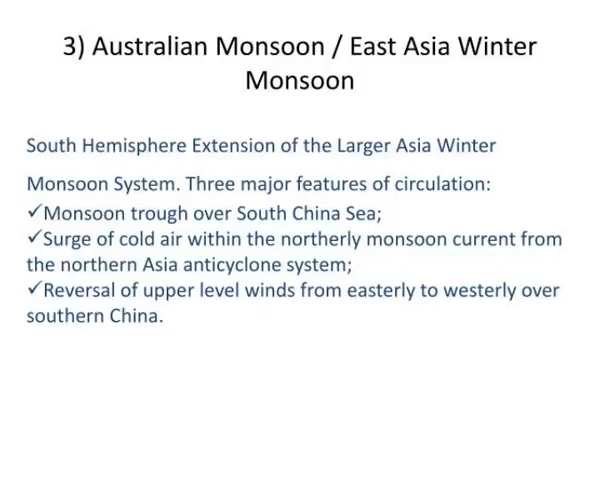 3) Australian Monsoon / East Asia Winter
Monsoon
South Hemisphere Extension of the Larger Asia Winter
Monsoon System. Three major features of circulation:
✓Monsoon trough over South China Sea;
✓Surge of cold air within the northerly monsoon current from
the northern Asia anticyclone system;
✓Reversal of upper level winds from easterly to westerly over
southern China.